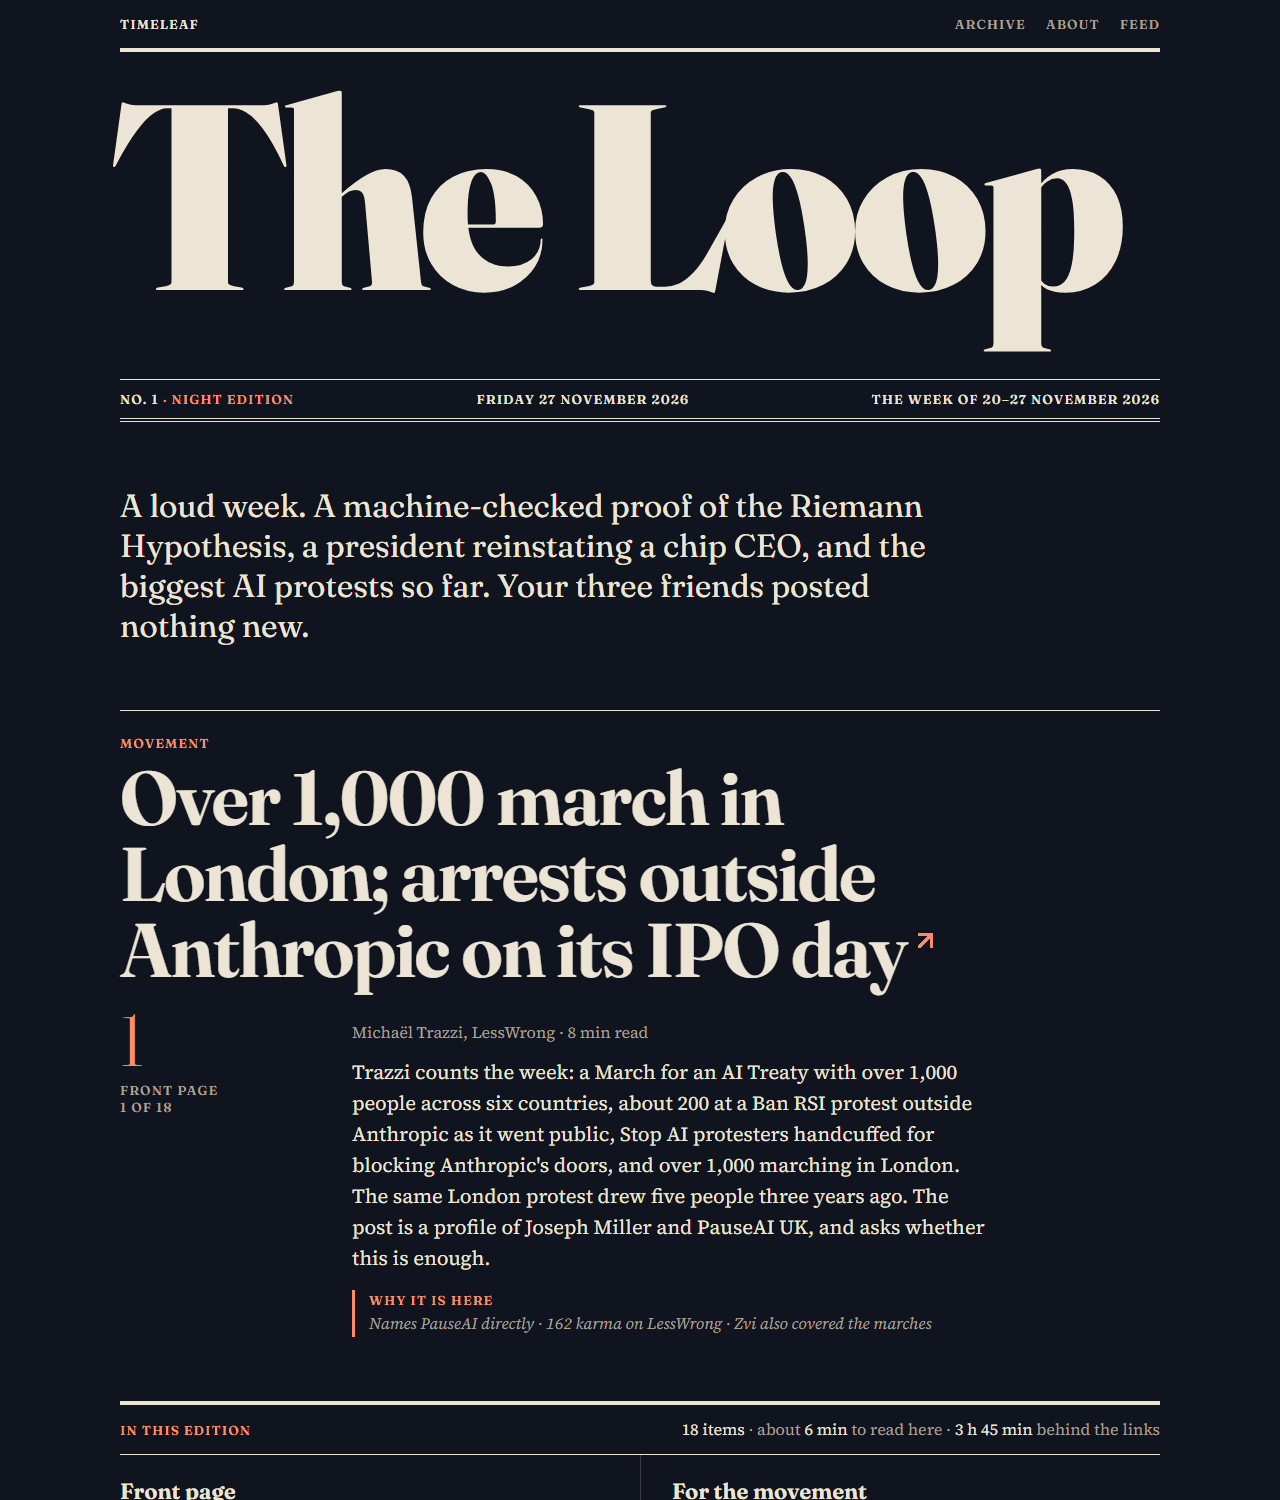 TIMELEAF
ARCHIVE ABOUT FEED
The Loop
NO. 1 · NIGHT EDITION
FRIDAY 27 NOVEMBER 2026
THE WEEK OF 20–27 NOVEMBER 2026
A loud week. A machine-checked proof of the Riemann
Hypothesis, a president reinstating a chip CEO, and the
biggest AI protests so far. Your three friends posted
nothing new.
MOVEMENT
Over 1,000 march in
London; arrests outside
Anthropic on its IPO day
1
FRONT PAGE
1 OF 18
Michaël Trazzi, LessWrong · 8 min read
Trazzi counts the week: a March for an AI Treaty with over 1,000
people across six countries, about 200 at a Ban RSI protest outside
Anthropic as it went public, Stop AI protesters handcuffed for
blocking Anthropic's doors, and over 1,000 marching in London.
The same London protest drew five people three years ago. The
post is a profile of Joseph Miller and PauseAI UK, and asks whether
this is enough.
WHY IT IS HERE
Names PauseAI directly · 162 karma on LessWrong · Zvi also covered the marches
IN THIS EDITION
18 items · about 6 min to read here · 3 h 45 min behind the links
Front page
For the movement